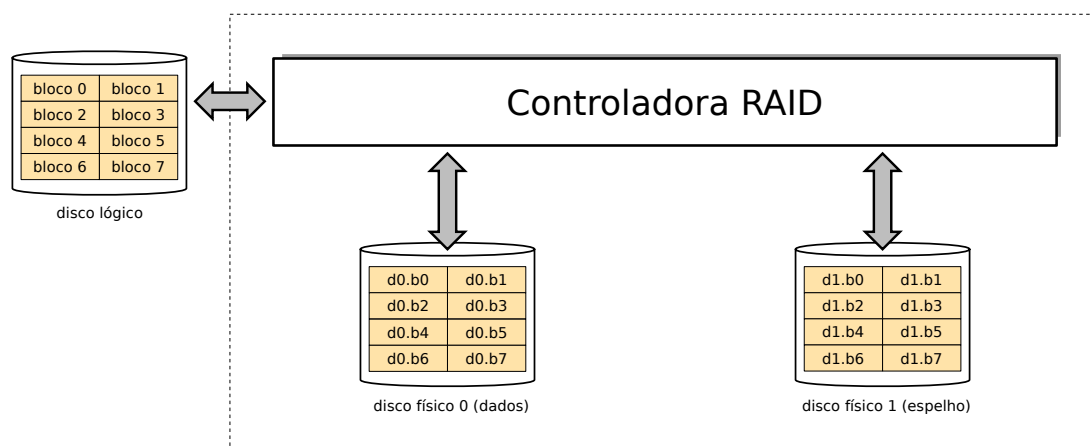 Controladora RAID
bloco 0 bloco 1
bloco 2 bloco 3
bloco 4 bloco 5
bloco 6 bloco 7
disco lógico
d0.b0 d0.b1
d0.b2 d0.b3
d0.b4 d0.b5
d0.b6 d0.b7
disco físico 0 (dados)
d1.b0 d1.b1
d1.b2 d1.b3
d1.b4 d1.b5
d1.b6 d1.b7
disco físico 1 (espelho)